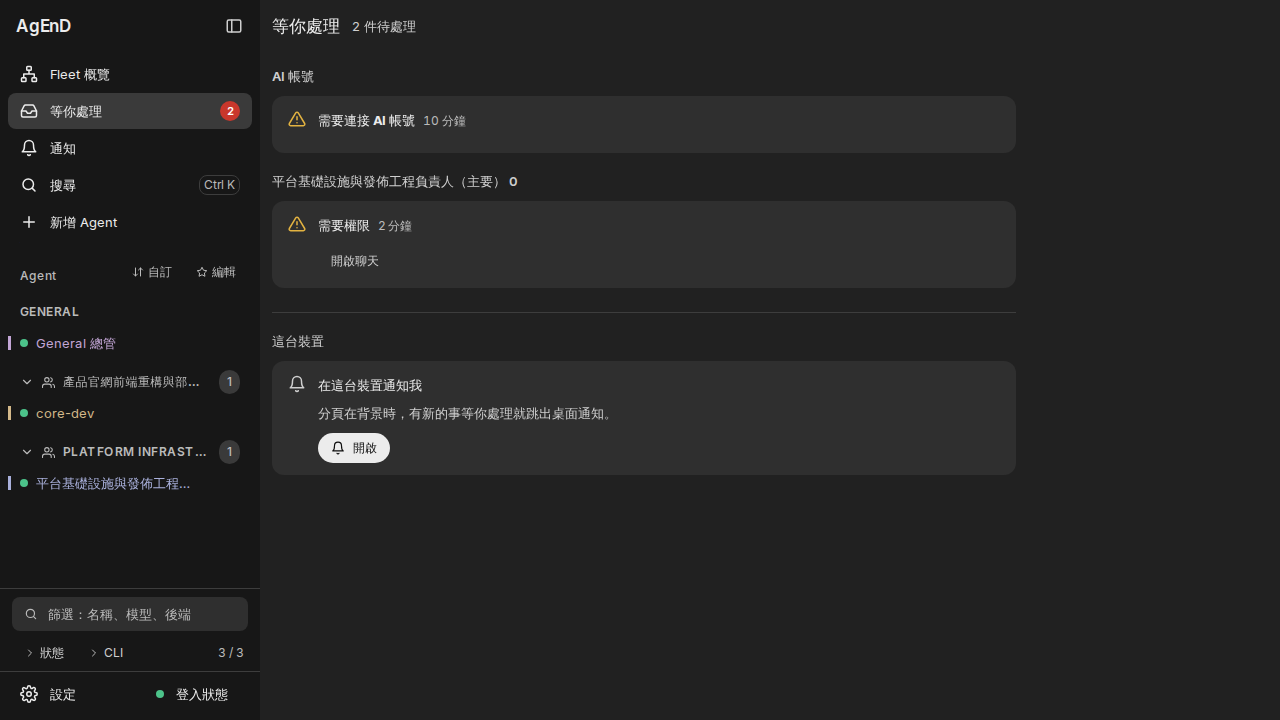 AgEnD
Fleet 概覽
等你處理 2
通知
搜尋 Ctrl K
新增 Agent
Agent 自訂 編輯
GENERAL
General 總管
產品官網前端重構與部... 1
core-dev
PLATFORM INFRAST... 1
平台基礎設施與發佈工程...
篩選：名稱、模型、後端
狀態 CLI 3 / 3
設定 登入狀態
等你處理 2 件待處理
AI 帳號
需要連接 AI 帳號 10 分鐘
平台基礎設施與發佈工程負責人（主要） 0
需要權限 2 分鐘
開啟聊天
這台裝置
在這台裝置通知我
分頁在背景時，有新的事等你處理就跳出桌面通知。
開啟